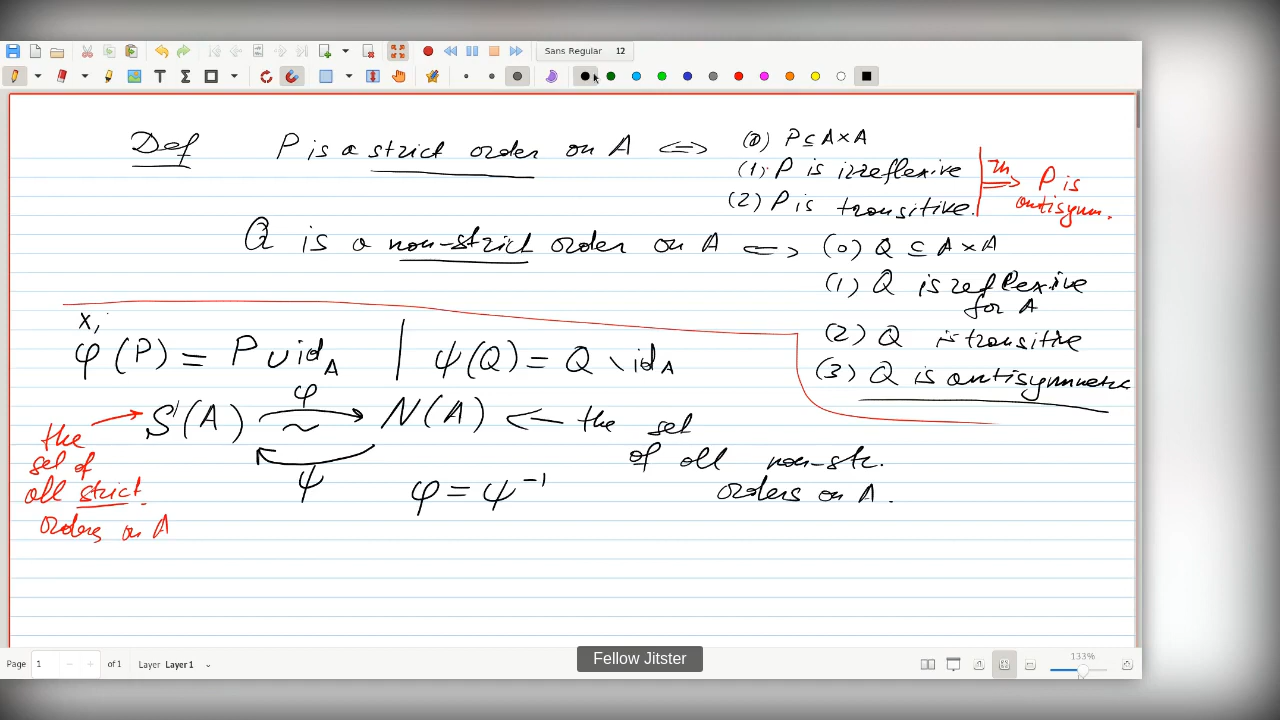 Sans Regular 12
Def P is a strict order on A ⟺ (0) P ⊆ A×A
(1) P is irreflexive
(2) P is transitive.
⟹ P is
antisymm.
Q is a non-strict order on A ⟺ (0) Q ⊆ A×A
(1) Q is reflexive
for A
(2) Q is transitive
(3) Q is antisymmetric
x,
φ(P) = P ∪ id_A | ψ(Q) = Q \ id_A
φ
S(A) ⟶ N(A) ⟵ the set
∼
of all non-str.
orders on A.
ψ
φ = ψ⁻¹
the
set of
all strict
orders on A
Page 1 of 1 Layer Layer 1
133%
Fellow Jitster